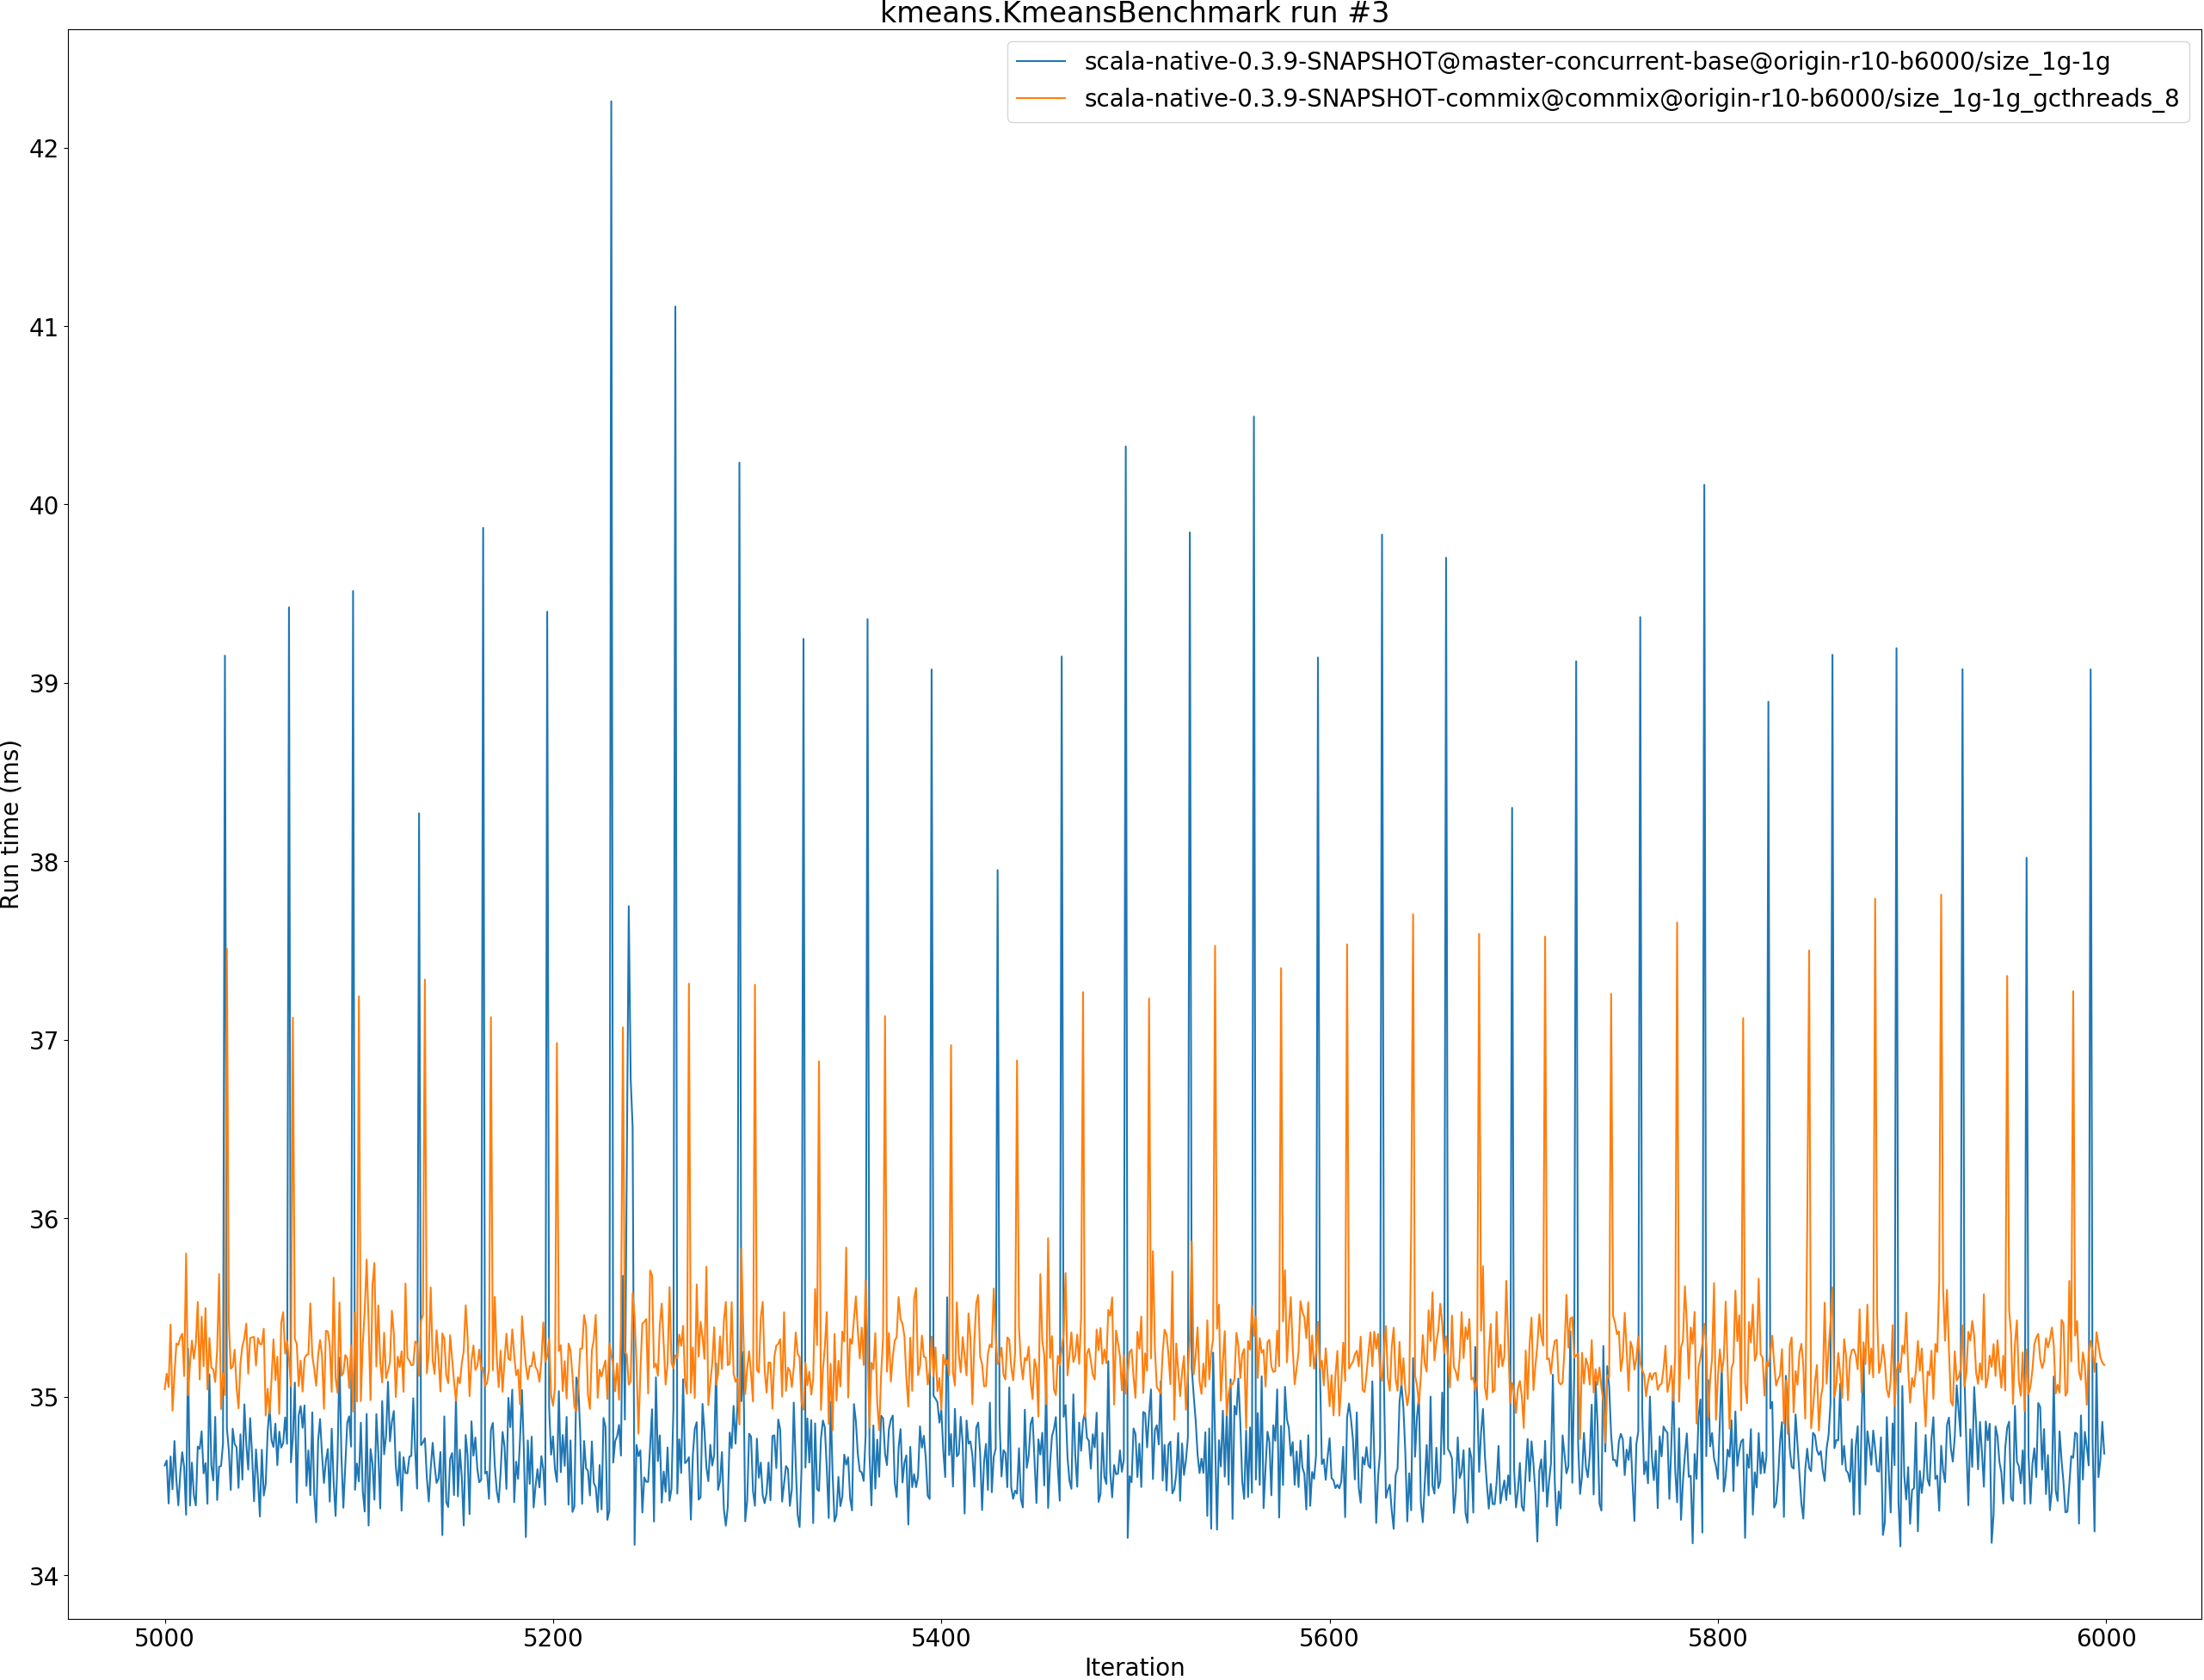 kmeans.KmeansBenchmark run #3
scala-native-0.3.9-SNAPSHOT@master-concurrent-base@origin-r10-b6000/size_1g-1g
scala-native-0.3.9-SNAPSHOT-commix@commix@origin-r10-b6000/size_1g-1g_gcthreads_8
42
41
40
39
38
37
36
35
34
Run time (ms)
5000 5200 5400 5600 5800 6000
Iteration